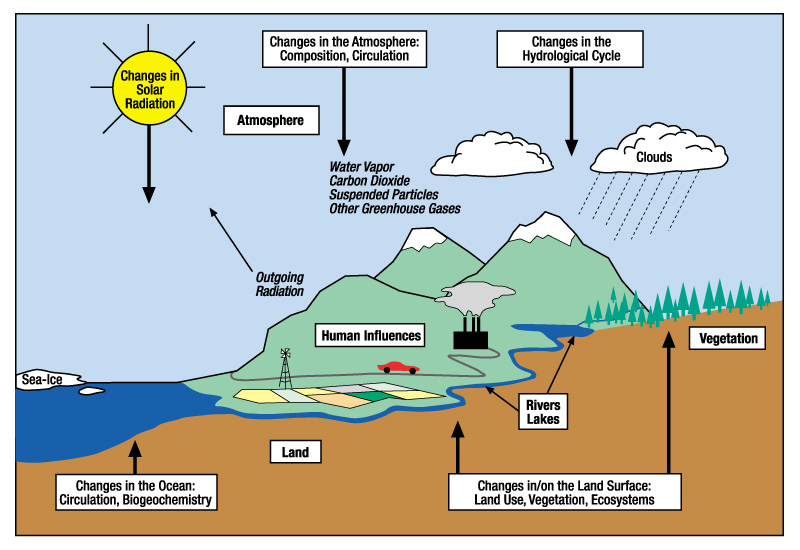 Changes in
Solar
Radiation
Changes in the Atmosphere:
Composition, Circulation
Changes in the
Hydrological Cycle
Atmosphere
Clouds
Water Vapor
Carbon Dioxide
Suspended Particles
Other Greenhouse Gases
Outgoing
Radiation
Human Influences
Vegetation
Sea-Ice
Rivers
Lakes
Land
Changes in the Ocean:
Circulation, Biogeochemistry
Changes in/on the Land Surface:
Land Use, Vegetation, Ecosystems